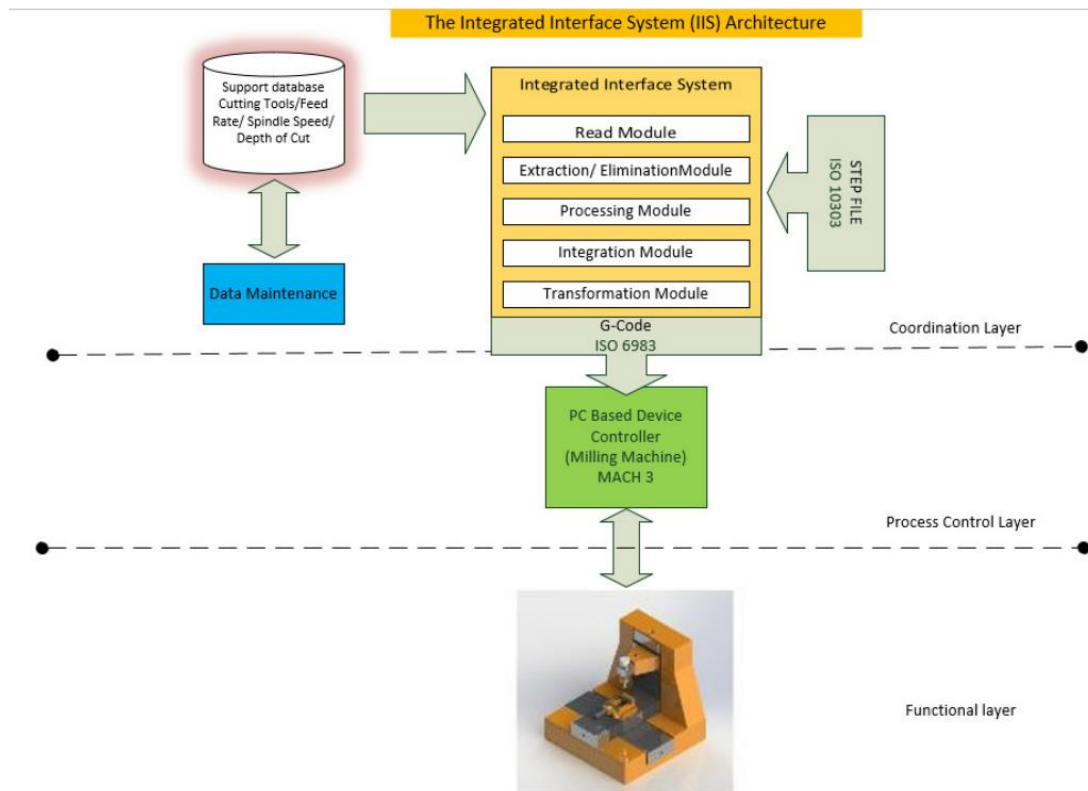 The Integrated Interface System (IIS) Architecture
Support database
Cutting Tools/Feed
Rate/ Spindle Speed/
Depth of Cut
Data Maintenance
Integrated Interface System
Read Module
Extraction/ EliminationModule
Processing Module
Integration Module
Transformation Module
STEP FILE
ISO 10303
G-Code
ISO 6983
Coordination Layer
PC Based Device
Controller
(Milling Machine)
MACH 3
Process Control Layer
Functional layer